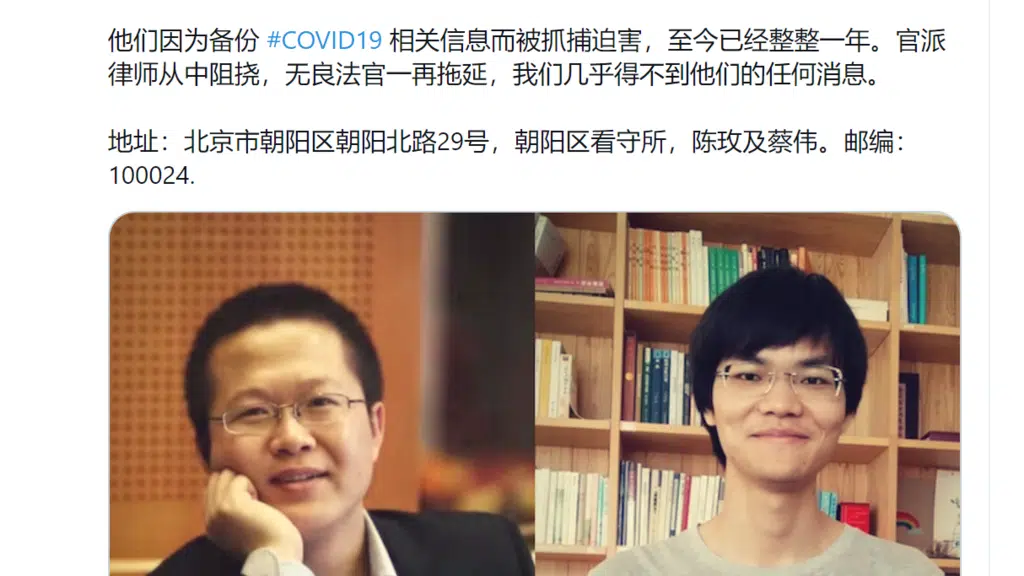 他们因为备份 #COVID19 相关信息而被抓捕迫害，至今已经整整一年。官派
律师从中阻挠，无良法官一再拖延，我们几乎得不到他们的任何消息。
地址：北京市朝阳区朝阳北路29号，朝阳区看守所，陈玫及蔡伟。邮编：
100024.